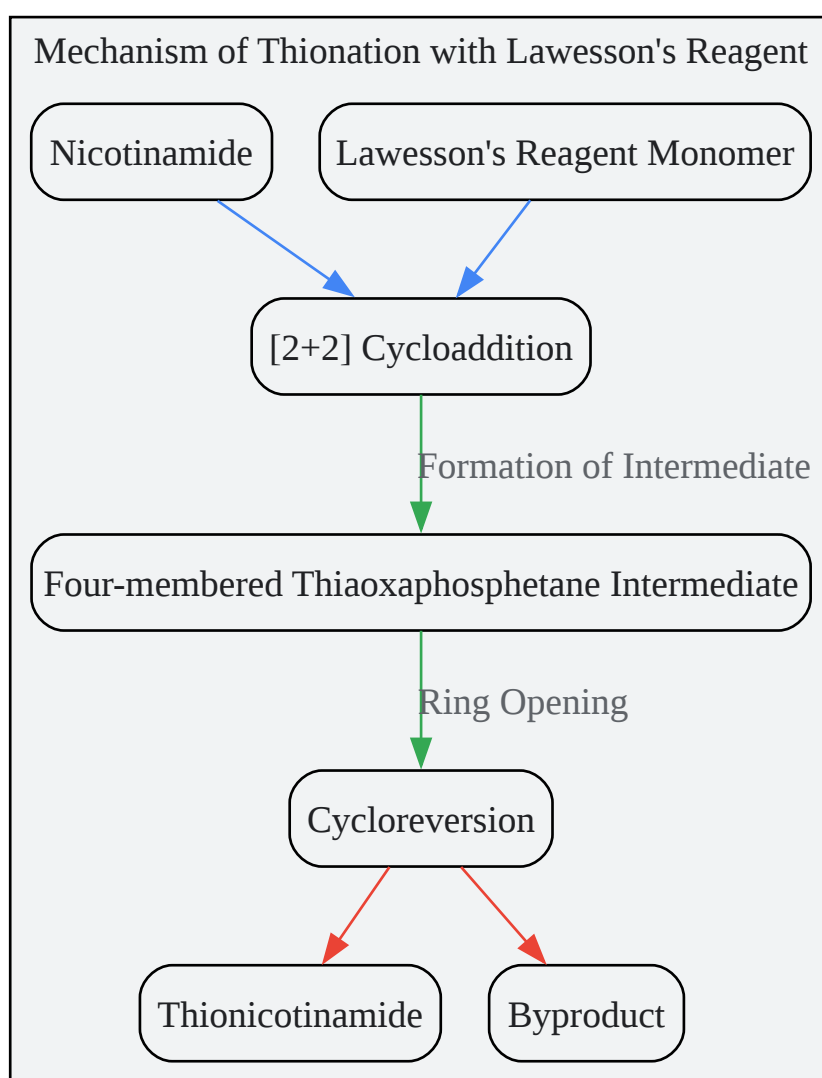 Mechanism of Thionation with Lawesson's Reagent
Nicotinamide
Lawesson's Reagent Monomer
[2+2] Cycloaddition
Formation of Intermediate
Four-membered Thiaoxaphosphetane Intermediate
Ring Opening
Cycloreversion
Thionicotinamide
Byproduct